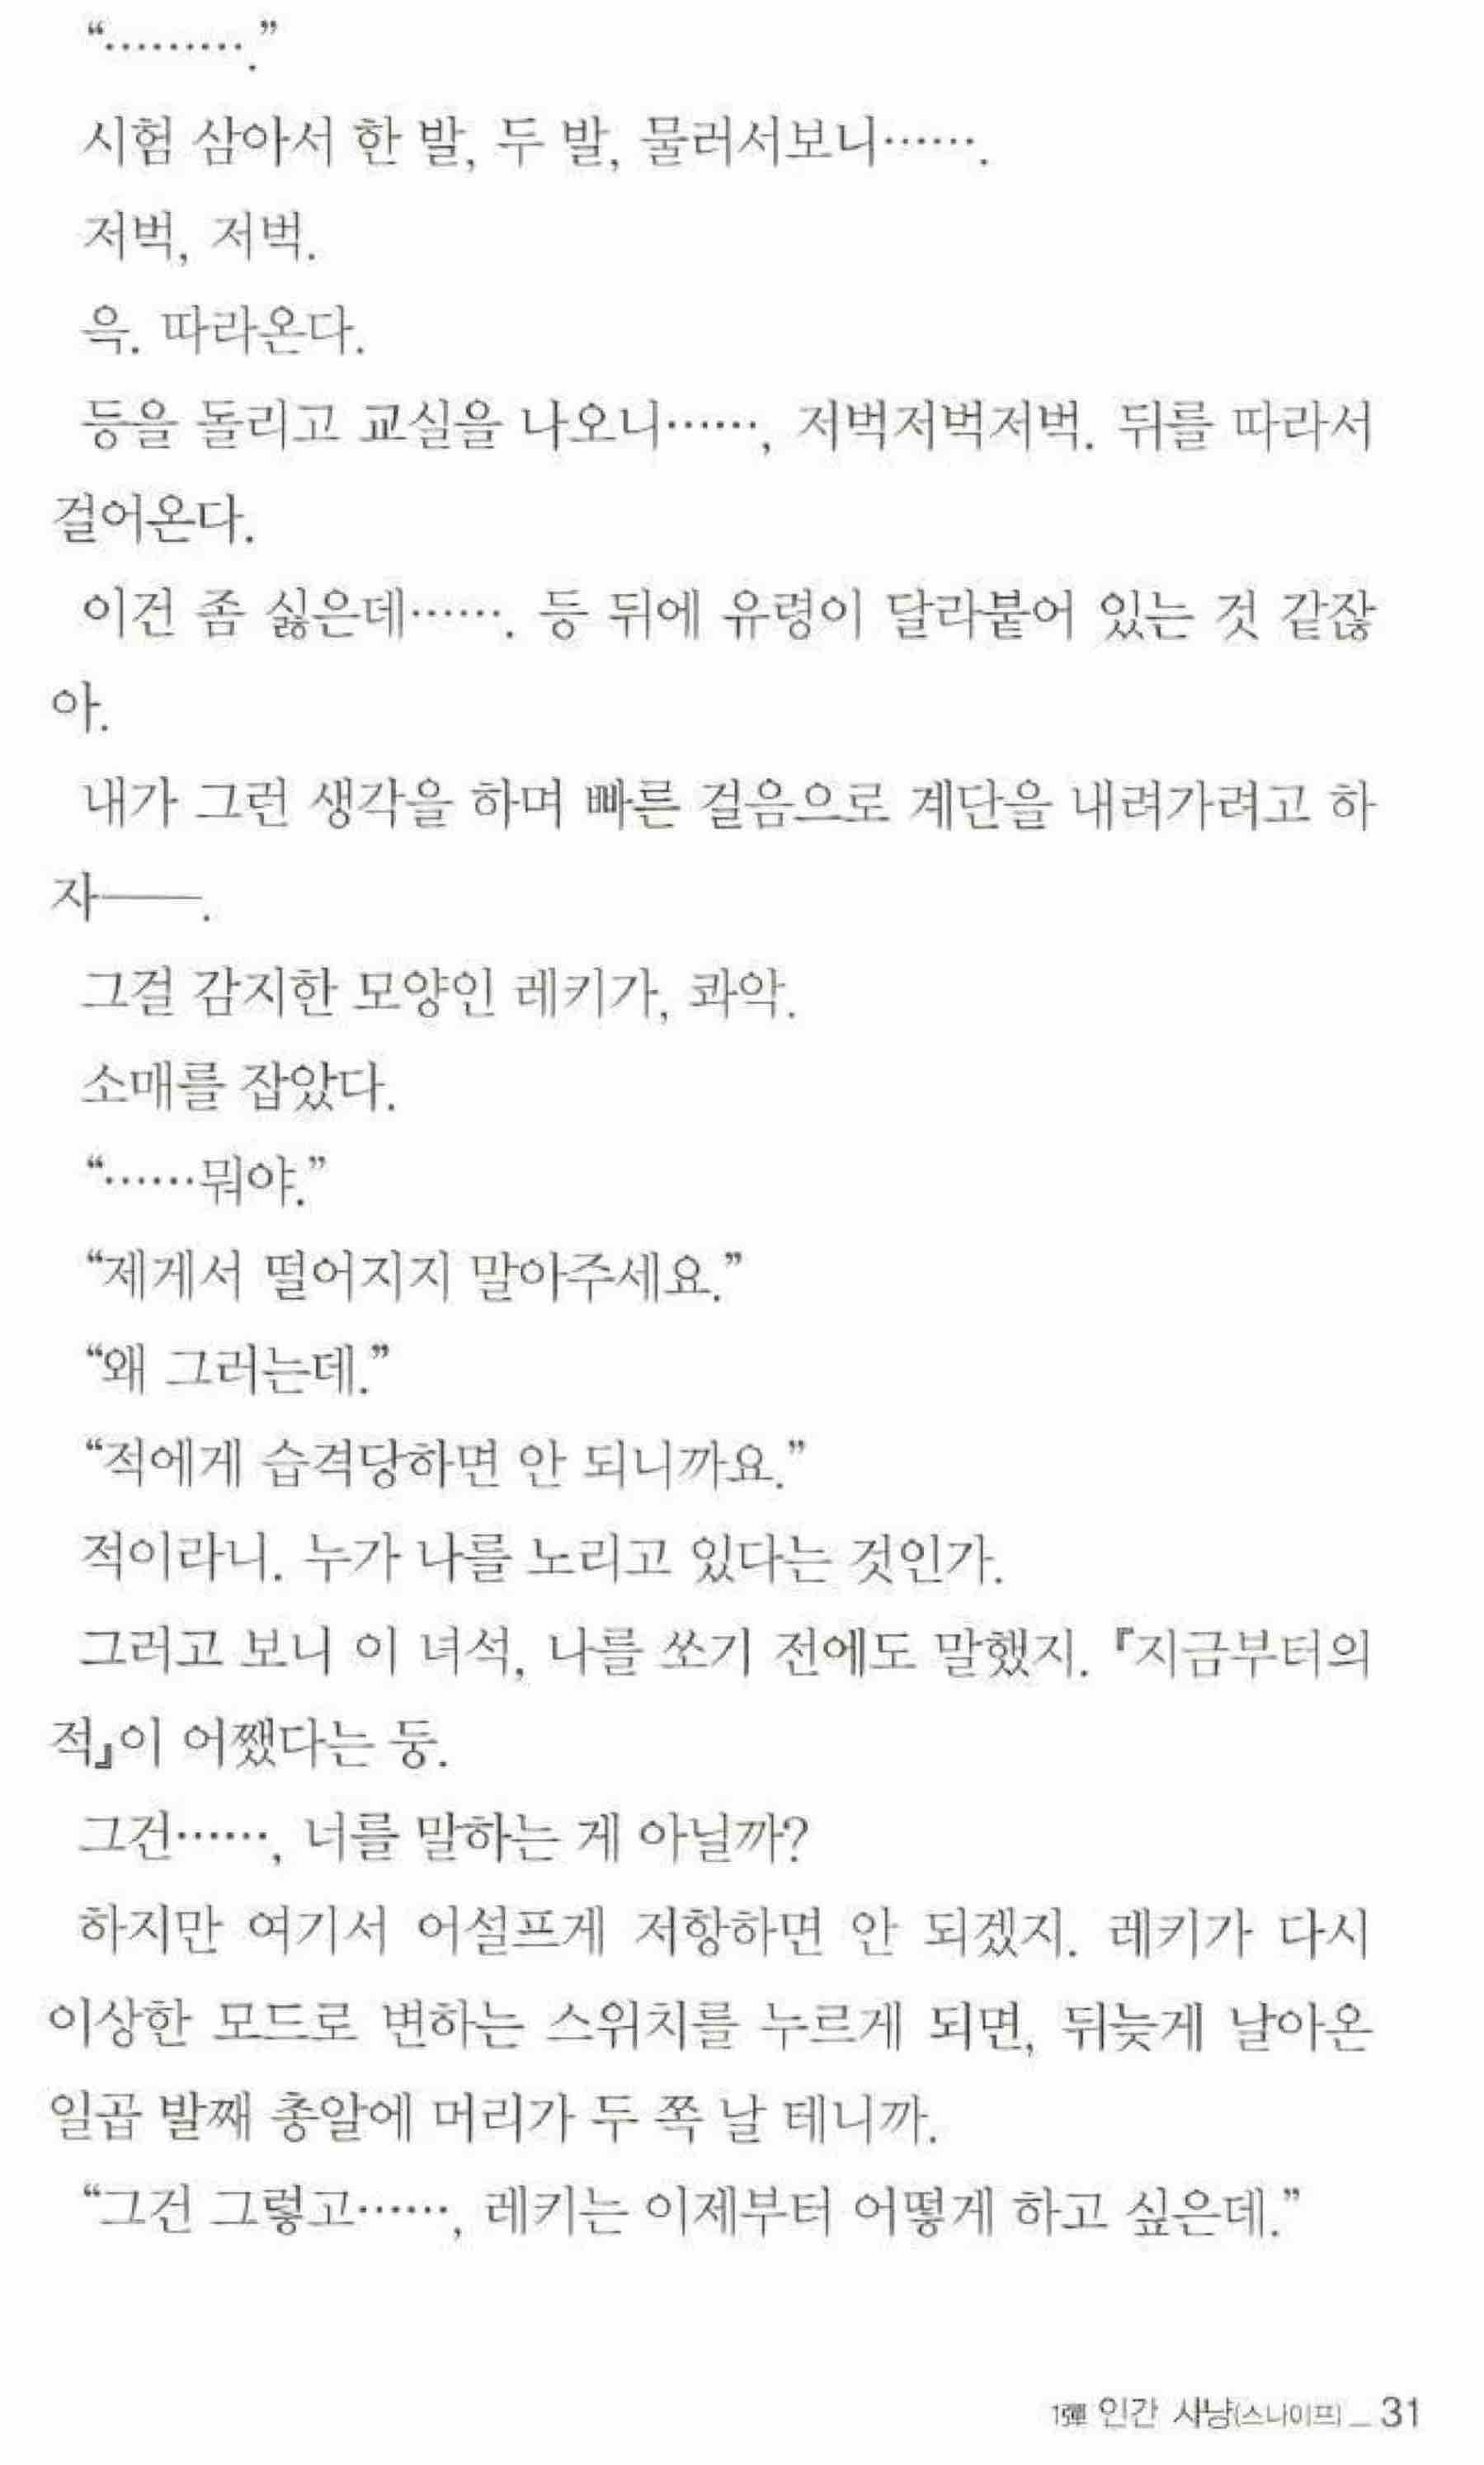 “……….”
시험 삼아서 한 발, 두 발, 물러서보니…….
저벅, 저벅.
윽. 따라온다.
등을 돌리고 교실을 나오니……, 저벅저벅저벅. 뒤를 따라서
걸어온다.
이건 좀 싫은데……. 등 뒤에 유령이 달라붙어 있는 것 같잖
아.
내가 그런 생각을 하며 빠른 걸음으로 계단을 내려가려고 하
자――.
그걸 감지한 모양인 레키가, 콰악.
소매를 잡았다.
“……뭐야.”
“제게서 떨어지지 말아주세요.”
“왜 그러는데.”
“적에게 습격당하면 안 되니까요.”
적이라니. 누가 나를 노리고 있다는 것인가.
그러고 보니 이 녀석, 나를 쏘기 전에도 말했지. 『지금부터의
적』이 어쨌다는 둥.
그건……, 너를 말하는 게 아닐까?
하지만 여기서 어설프게 저항하면 안 되겠지. 레키가 다시
이상한 모드로 변하는 스위치를 누르게 되면, 뒤늦게 날아온
일곱 발째 총알에 머리가 두 쪽 날 테니까.
“그건 그렇고……, 레키는 이제부터 어떻게 하고 싶은데.”
1彈 인간 사냥(스나이프) _ 31